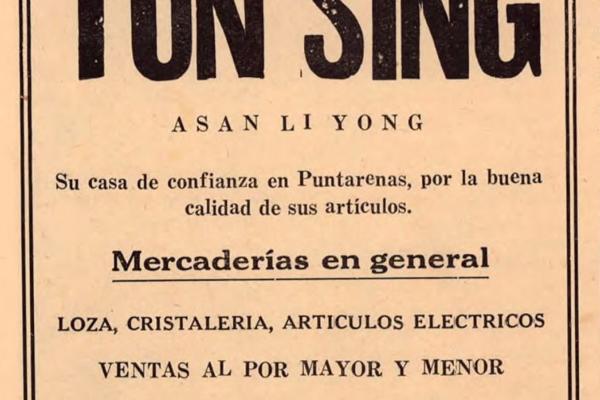 SING
ASAN LI YONG
Su casa de confianza en Puntarenas, por la buena
calidad de sus artículos.
Mercaderías en general
LOZA, CRISTALERIA, ARTICULOS ELECTRICOS
VENTAS AL POR MAYOR Y MENOR